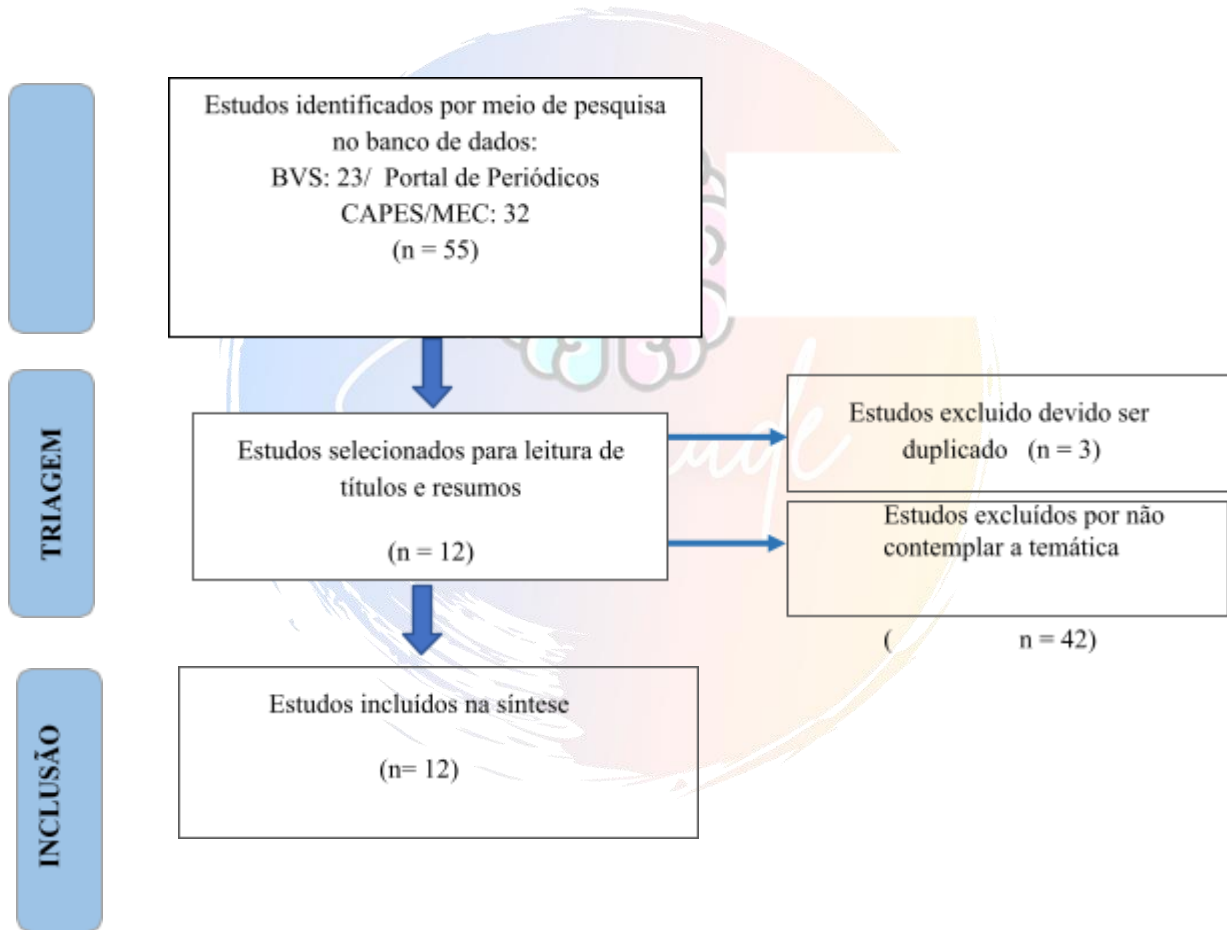 Estudos identificados por meio de pesquisa
no banco de dados:
BVS: 23/ Portal de Periódicos
CAPES/MEC: 32
(n = 55)
TRIAGEM
Estudos selecionados para leitura de
títulos e resumos
(n = 12)
Estudos excluido devido ser
duplicado (n = 3)
Estudos excluídos por não
contemplar a temática
( n = 42)
INCLUSÃO
Estudos incluídos na síntese
(n= 12)